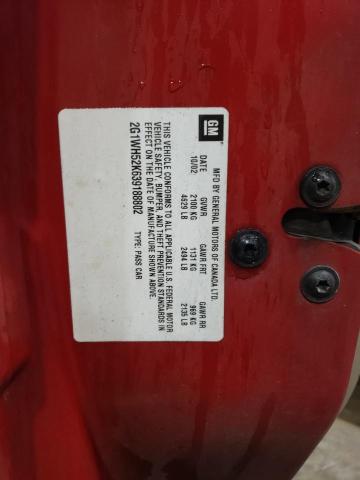 GM
MFD BY GENERAL MOTORS OF CANADA LTD.
DATE GVWR GAWR FRT GAWR RR
10/02 2100 KG 1131 KG 969 KG
4629 LB 2494 LB 2135 LB
THIS VEHICLE CONFORMS TO ALL APPLICABLE U.S. FEDERAL MOTOR
VEHICLE SAFETY, BUMPER, AND THEFT PREVENTION STANDARDS IN
EFFECT ON THE DATE OF MANUFACTURE SHOWN ABOVE.
2G1WH52K639188802 TYPE: PASS CAR